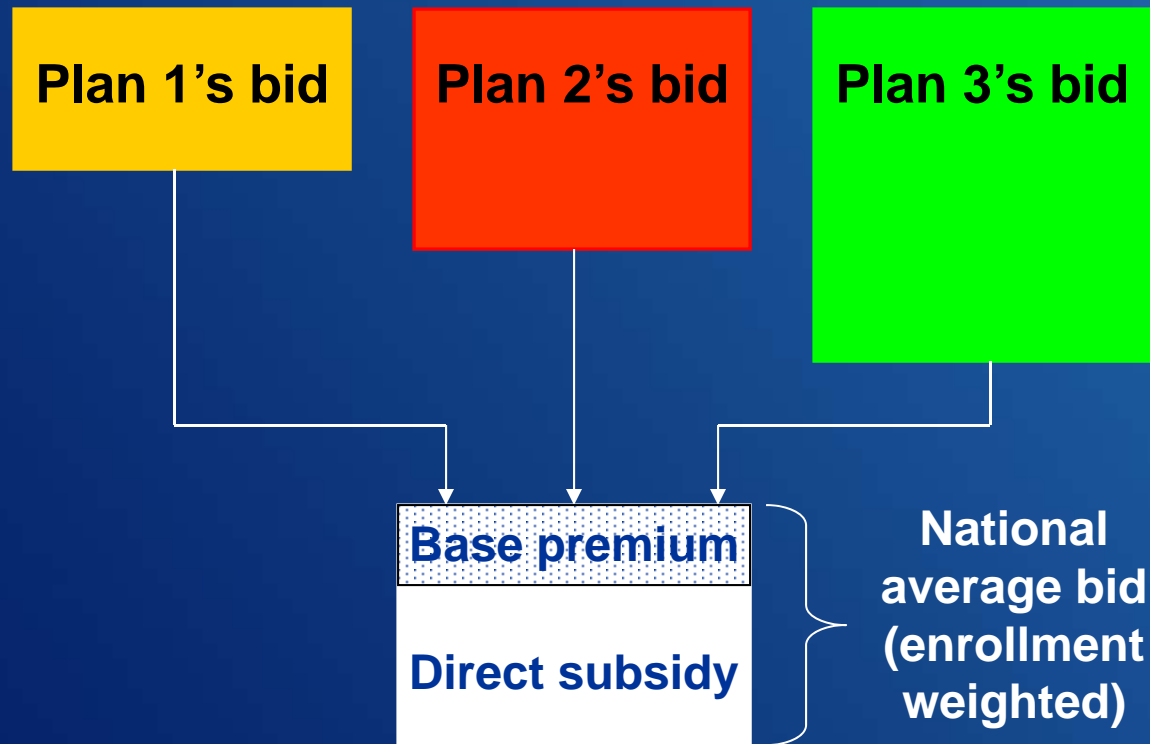 Plan 1’s bid
Plan 2’s bid
Plan 3’s bid
Base premium
Direct subsidy
National
average bid
(enrollment
weighted)